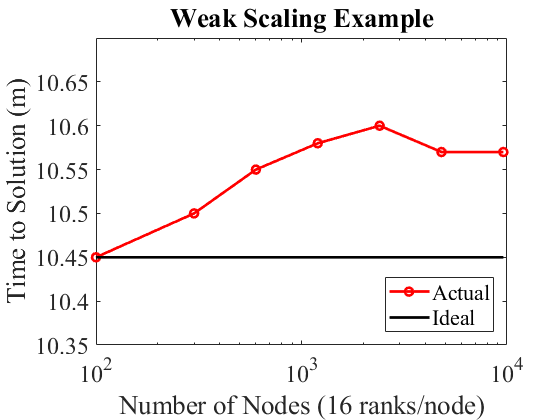 Weak Scaling Example
Time to Solution (m)
10.65
10.6
10.55
10.5
10.45
10.4
10.35
10^2
10^3
10^4
Actual
Ideal
Number of Nodes (16 ranks/node)